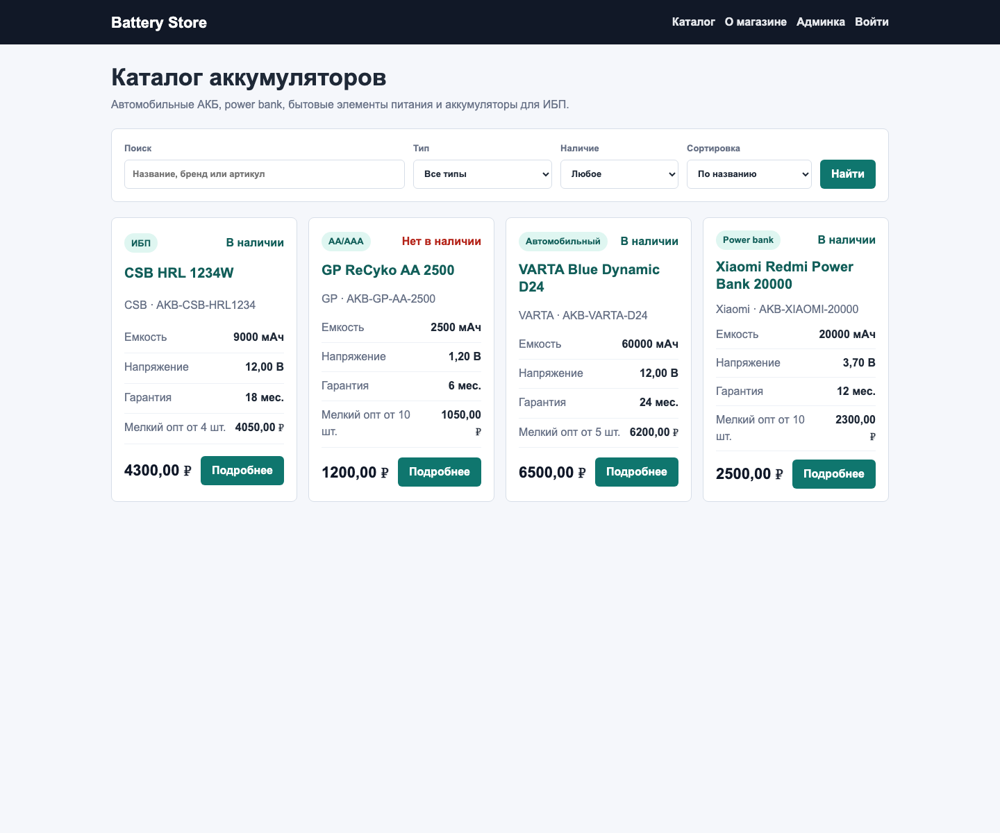 Battery Store
Каталог О магазине Админка Войти
Каталог аккумуляторов
Автомобильные АКБ, power bank, бытовые элементы питания и аккумуляторы для ИБП.
Поиск
Название, бренд или артикул
Тип
Все типы
Наличие
Любое
Сортировка
По названию
Найти
ИБП В наличии
CSB HRL 1234W
CSB · AKB-CSB-HRL1234
Емкость 9000 мАч
Напряжение 12,00 В
Гарантия 18 мес.
Мелкий опт от 4 шт. 4050,00 ₽
4300,00 ₽ Подробнее
AA/AAA Нет в наличии
GP ReCyko AA 2500
GP · AKB-GP-AA-2500
Емкость 2500 мАч
Напряжение 1,20 В
Гарантия 6 мес.
Мелкий опт от 10 1050,00
шт. ₽
1200,00 ₽ Подробнее
Автомобильный В наличии
VARTA Blue Dynamic
D24
VARTA · AKB-VARTA-D24
Емкость 60000 мАч
Напряжение 12,00 В
Гарантия 24 мес.
Мелкий опт от 5 шт. 6200,00 ₽
6500,00 ₽ Подробнее
Power bank В наличии
Xiaomi Redmi Power
Bank 20000
Xiaomi · AKB-XIAOMI-20000
Емкость 20000 мАч
Напряжение 3,70 В
Гарантия 12 мес.
Мелкий опт от 10 2300,00
шт. ₽
2500,00 ₽ Подробнее